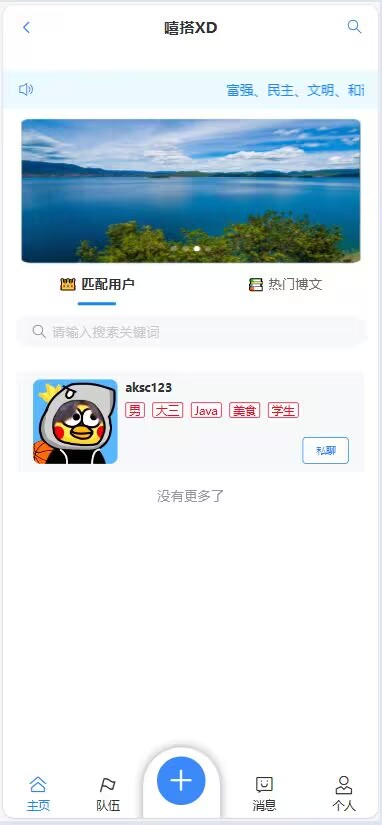 嘻搭XD
富强、民主、文明、和
匹配用户
热门博文
请输入搜索关键词
aksc123
男 大三 Java 美食 学生
私聊
没有更多了
主页 队伍 消息 个人